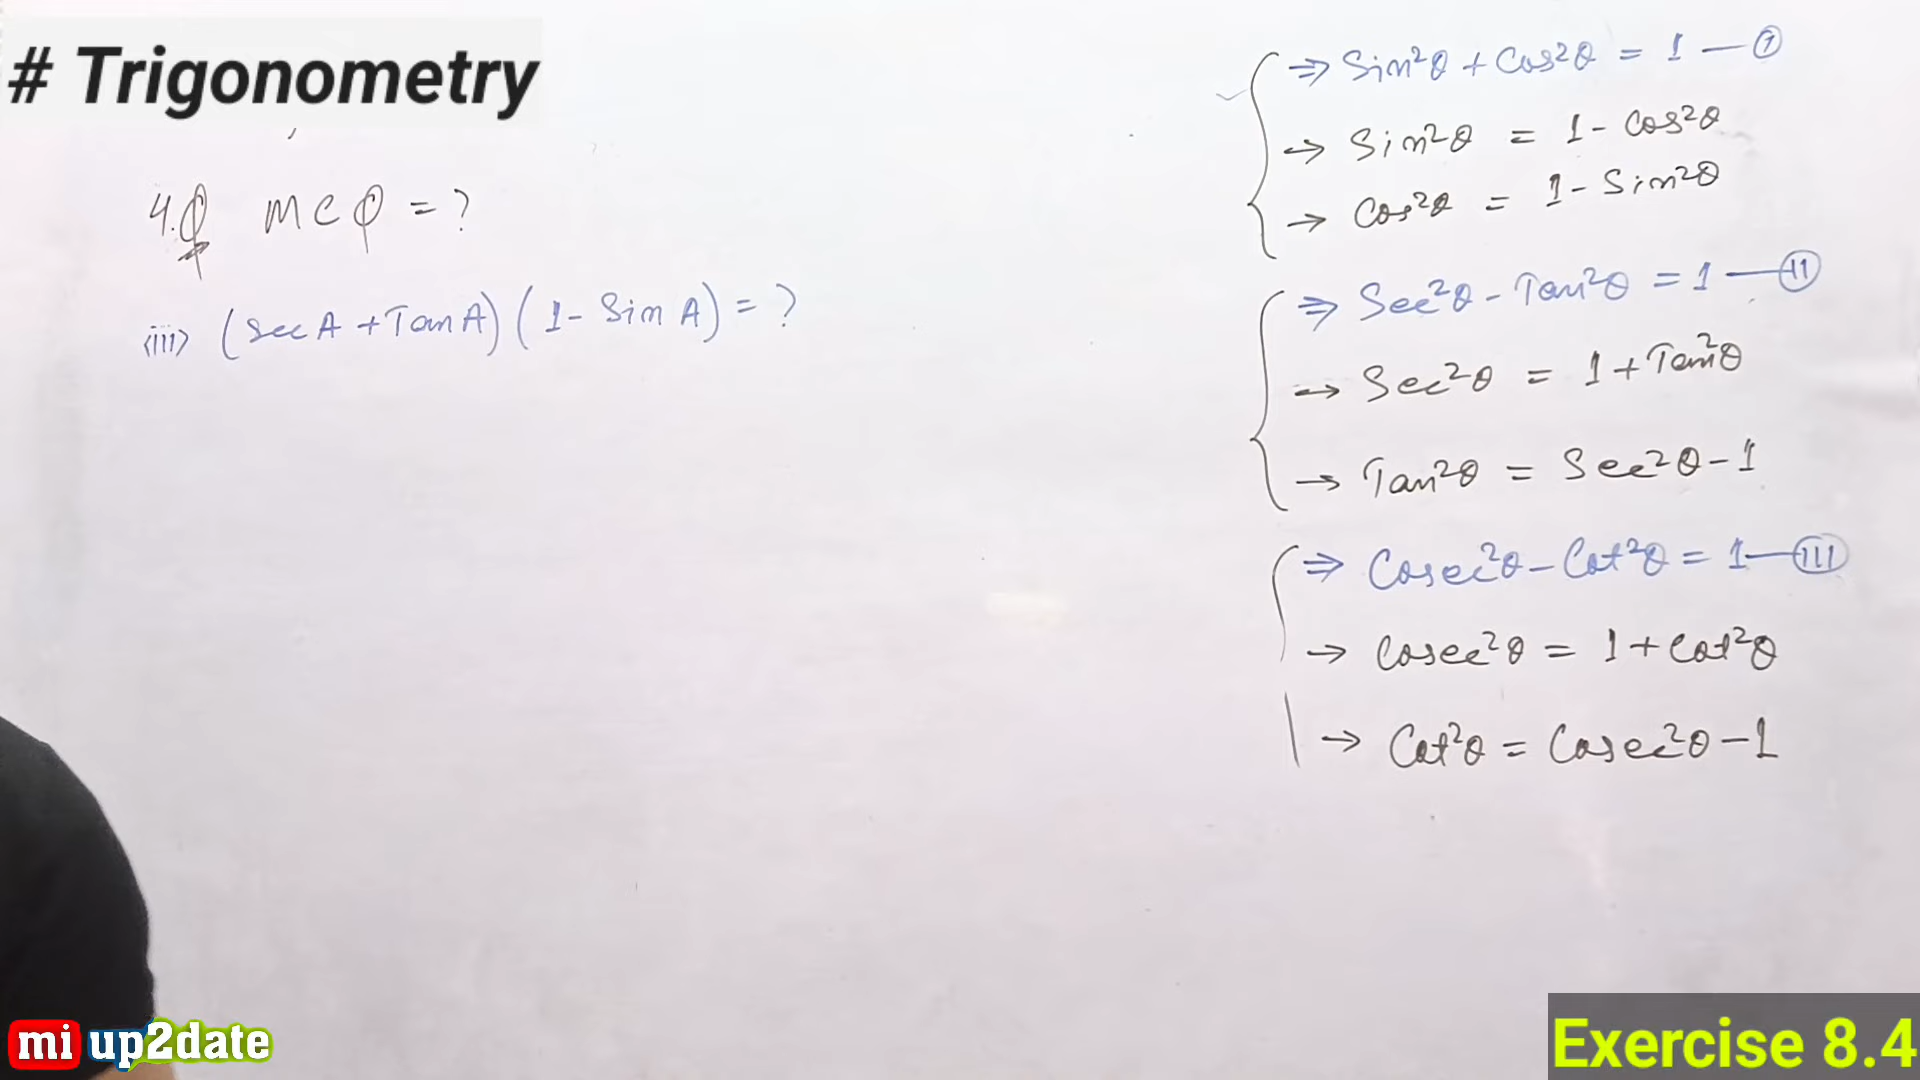 # Trigonometry
4.Q MCQ = ?
(iii) (Sec A + Tan A) (1 - Sin A) = ?
⇒ Sin²θ + Cos²θ = 1 — (I)
→ Sin²θ = 1 - Cos²θ
→ Cos²θ = 1 - Sin²θ
⇒ Sec²θ - Tan²θ = 1 — (II)
→ Sec²θ = 1 + Tan²θ
→ Tan²θ = Sec²θ - 1
⇒ Cosec²θ - Cot²θ = 1 — (III)
→ Cosec²θ = 1 + Cot²θ
→ Cot²θ = Cosec²θ - 1
mi up2date
Exercise 8.4